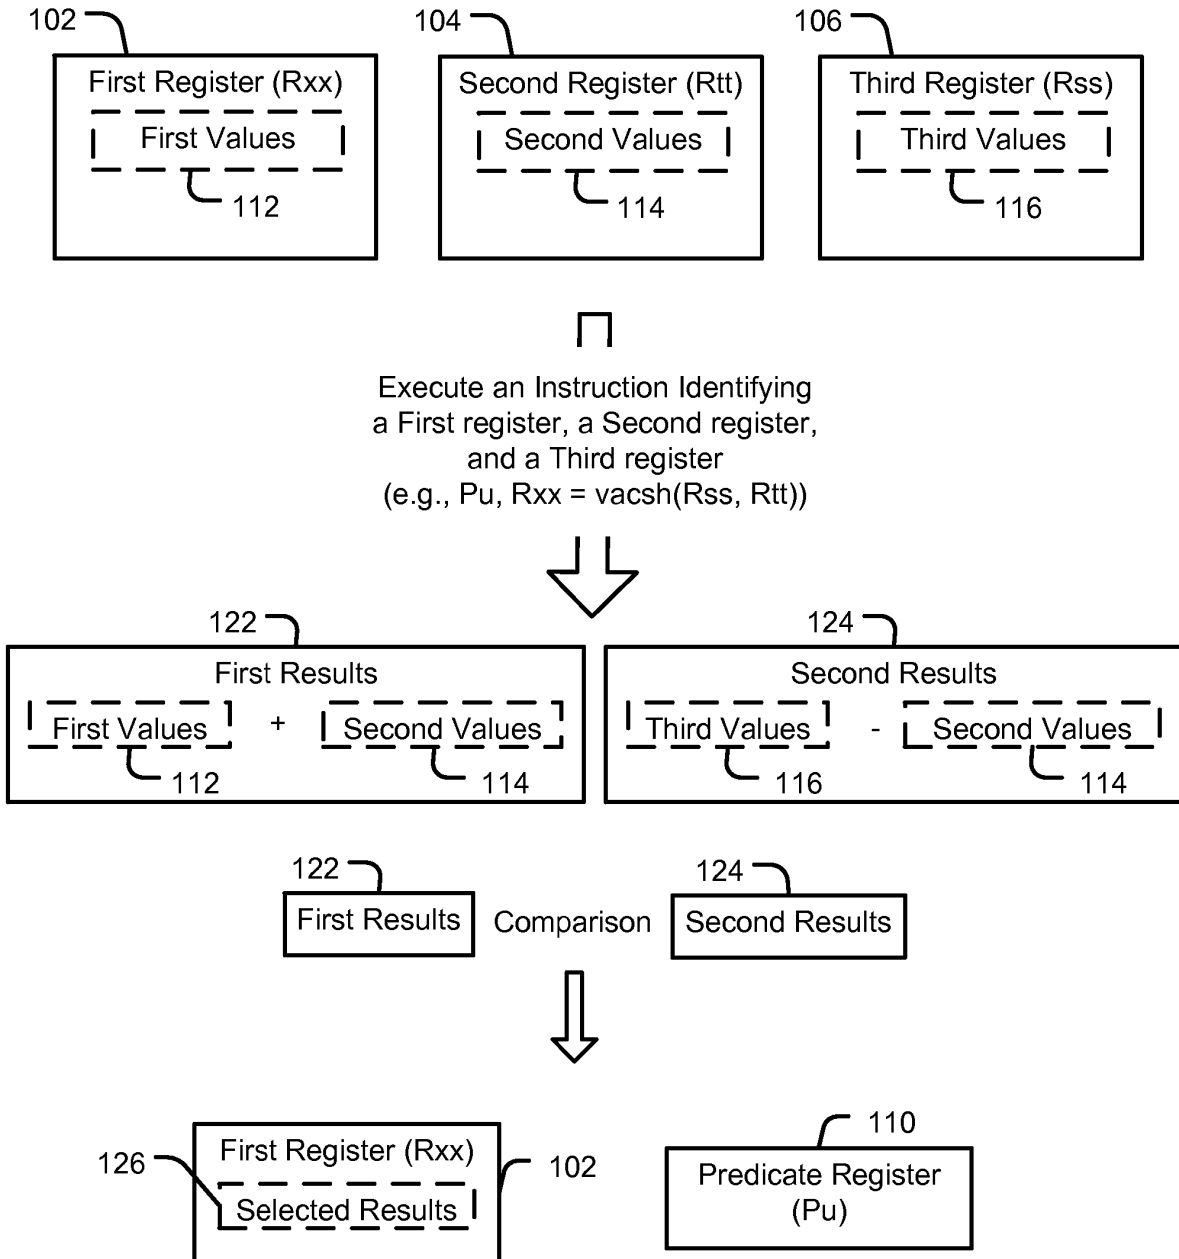 102
104
106
First Register (Rxx)
Second Register (Rtt)
Third Register (Rss)
First Values
Second Values
Third Values
112
114
116
Execute an Instruction Identifying
a First register, a Second register,
and a Third register
(e.g., Pu, Rxx = vacsh(Rss, Rtt))
122
124
First Results
Second Results
First Values + Second Values
Third Values - Second Values
112
114
116
114
122
124
First Results Comparison Second Results
110
First Register (Rxx)
126
102
Selected Results
Predicate Register
(Pu)